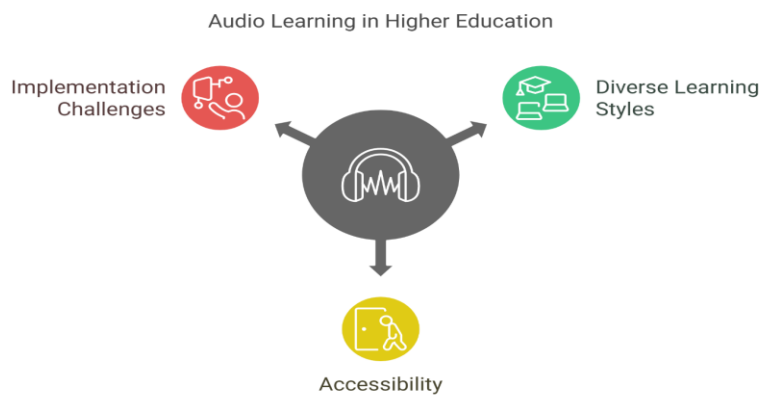 Audio Learning in Higher Education
Implementation
Challenges
Diverse Learning
Styles
Accessibility